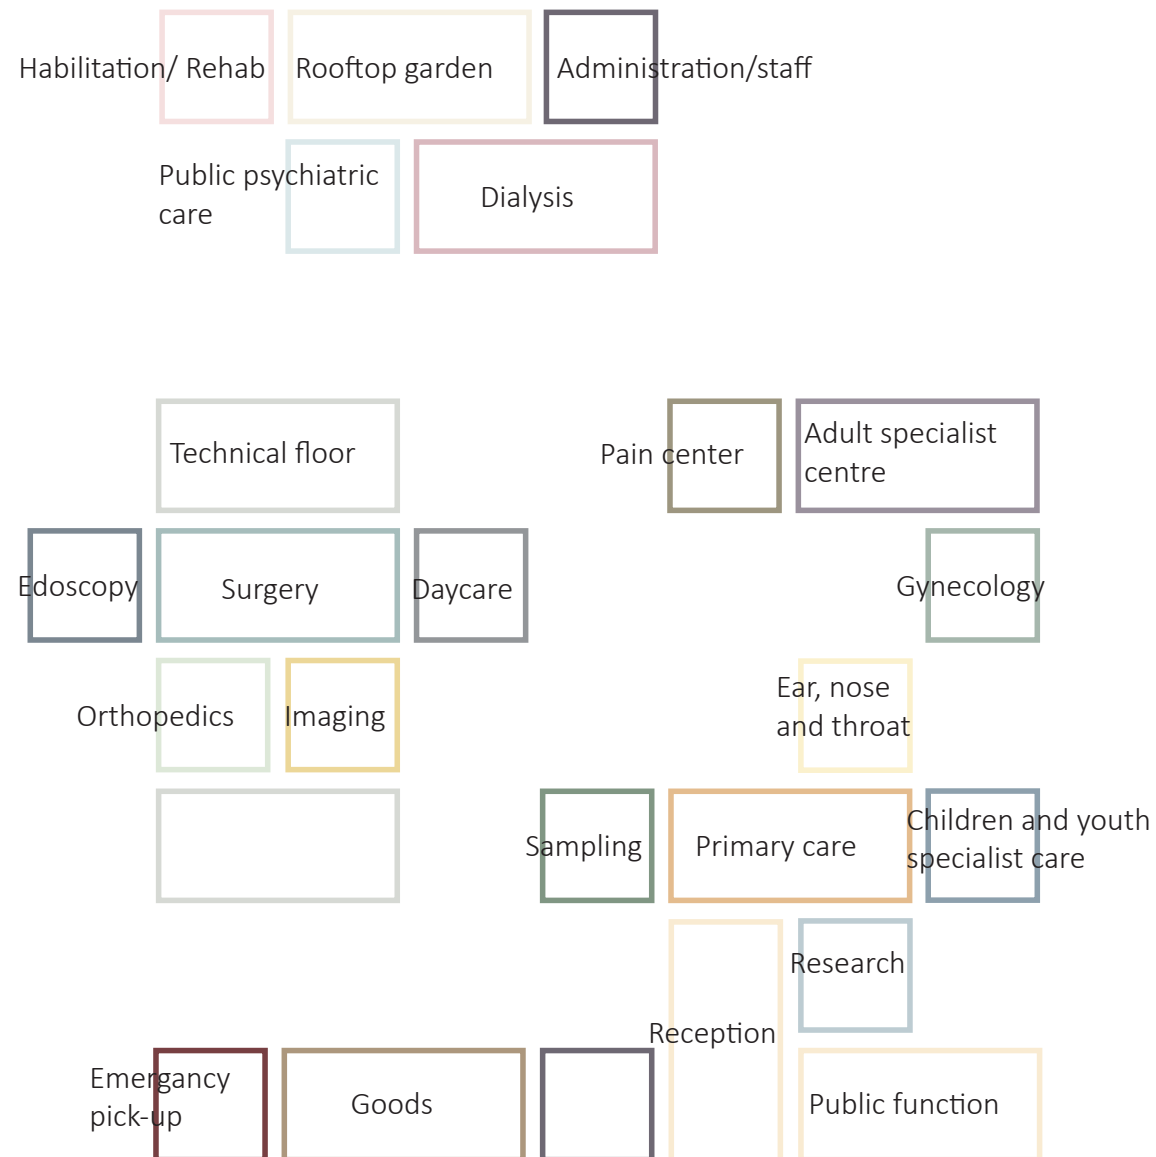 Habilitation/ Rehab
Rooftop garden
Administration/staff
Public psychiatric
care
Dialysis
Technical floor
Pain center
Adult specialist
centre
Edoscopy
Surgery
Daycare
Gynecology
Orthopedics
Imaging
Ear, nose
and throat
Sampling
Primary care
Children and youth
specialist care
Research
Reception
Emergancy
pick-up
Goods
Public function